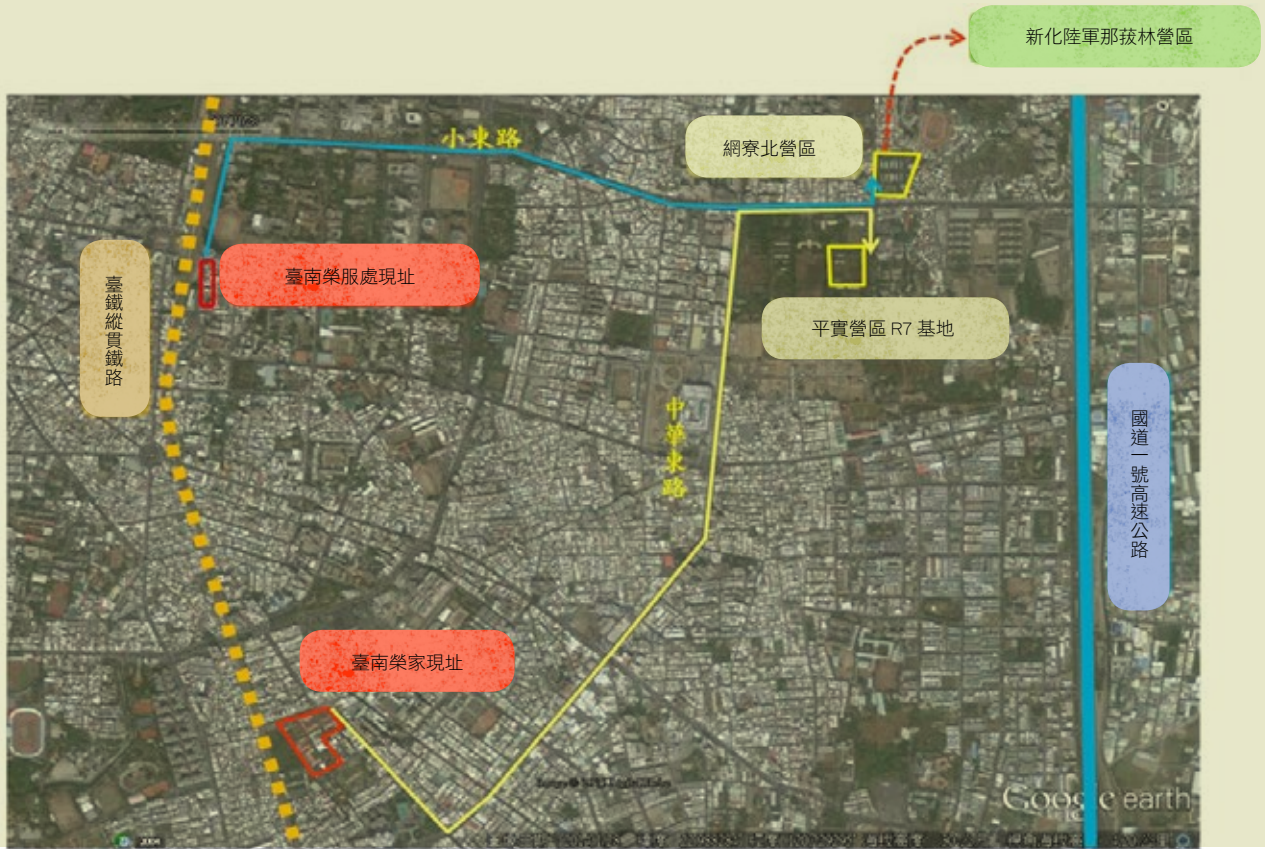 新化陸軍那菝林營區
小東路
網寮北營區
臺南榮服處現址
臺鐵縱貫鐵路
平實營區 R7 基地
中華東路
國道一號高速公路
臺南榮家現址
Google earth